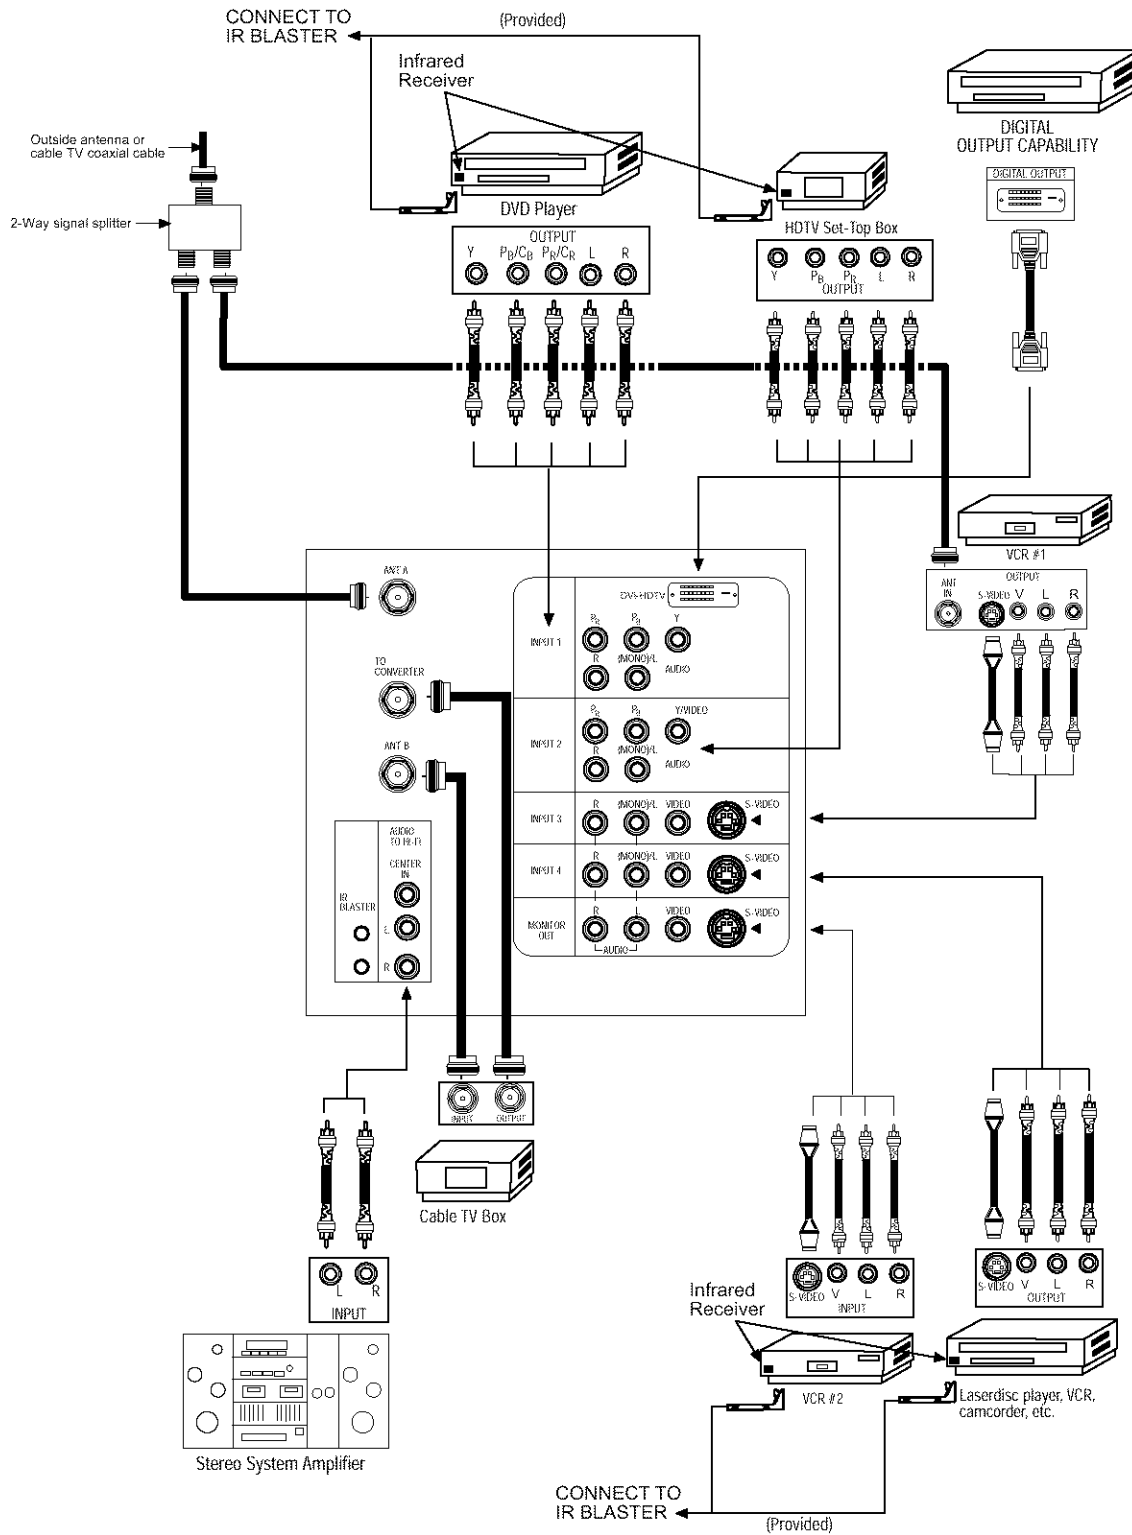 CONNECT TO
IR BLASTER
(Provided)
Infrared
Receiver
Outside antenna or
cable TV coaxial cable
2-Way signal splitter
DVD Player
HDTV Set-Top Box
DIGITAL
OUTPUT CAPABILITY
DIGITAL OUTPUT
OUTPUT
Y PB/CB PR/CR L R
Y PB PR L R
OUTPUT
VCR #1
ANT
IN
OUTPUT
S-VIDEO V L R
ANT A
TO
CONVERTER
ANT B
DVI-HDTV
INPUT 1
PR PB Y
R (MONO)/L AUDIO
INPUT 2
PR PB Y/VIDEO
R (MONO)/L AUDIO
INPUT 3
R (MONO)/L VIDEO S-VIDEO
INPUT 4
R (MONO)/L VIDEO S-VIDEO
MONITOR
OUT
R L VIDEO S-VIDEO
AUDIO
IR
BLASTER
AUDIO
TO HI-FI
CENTER
IN
L
R
INPUT OUTPUT
Cable TV Box
L R
INPUT
Stereo System Amplifier
S-VIDEO V L R
INPUT
S-VIDEO V L R
OUTPUT
Infrared
Receiver
VCR #2
Laserdisc player, VCR,
camcorder, etc.
CONNECT TO
IR BLASTER
(Provided)